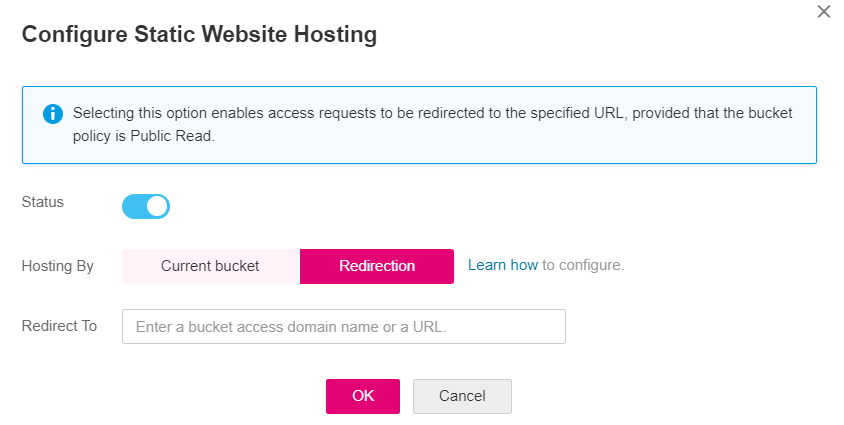 Configure Static Website Hosting
Selecting this option enables access requests to be redirected to the specified URL, provided that the bucket
policy is Public Read.
Status
Hosting By Current bucket Redirection Learn how to configure.
Redirect To Enter a bucket access domain name or a URL.
OK Cancel